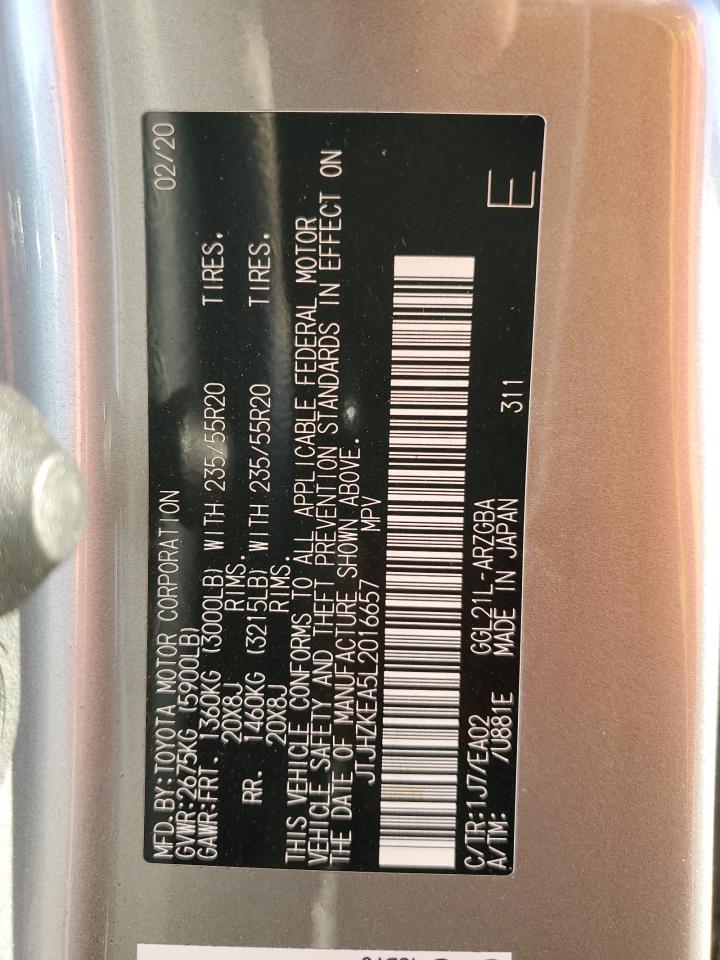 MFD.BY:TOYOTA MOTOR CORPORATION 02/20
GVWR:2675KG (5900LB)
GAWR:FRT. 1360KG (3000LB) WITH 235/55R20 TIRES.
20X8J RIMS.
RR. 1460KG (3215LB) WITH 235/55R20 TIRES.
20X8J RIMS.
THIS VEHICLE CONFORMS TO ALL APPLICABLE FEDERAL MOTOR
VEHICLE SAFETY AND THEFT PREVENTION STANDARDS IN EFFECT ON
THE DATE OF MANUFACTURE SHOWN ABOVE.
JTJHZKEA5L2016657 MPV
C/TR:1J7/EA02 GGL21L-ARZGBA
A/TM: /U881E MADE IN JAPAN 311 E